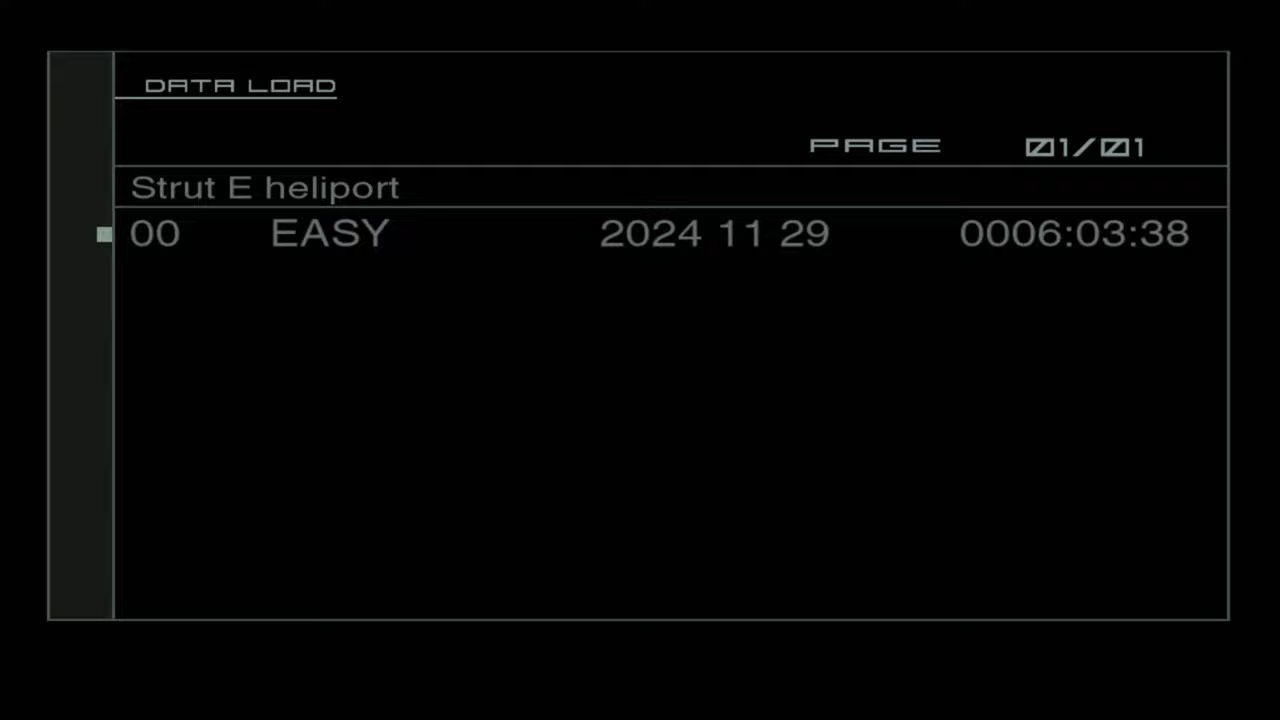 DATA LOAD
PAGE 01/01
Strut E heliport
00 EASY 2024 11 29 0006:03:38